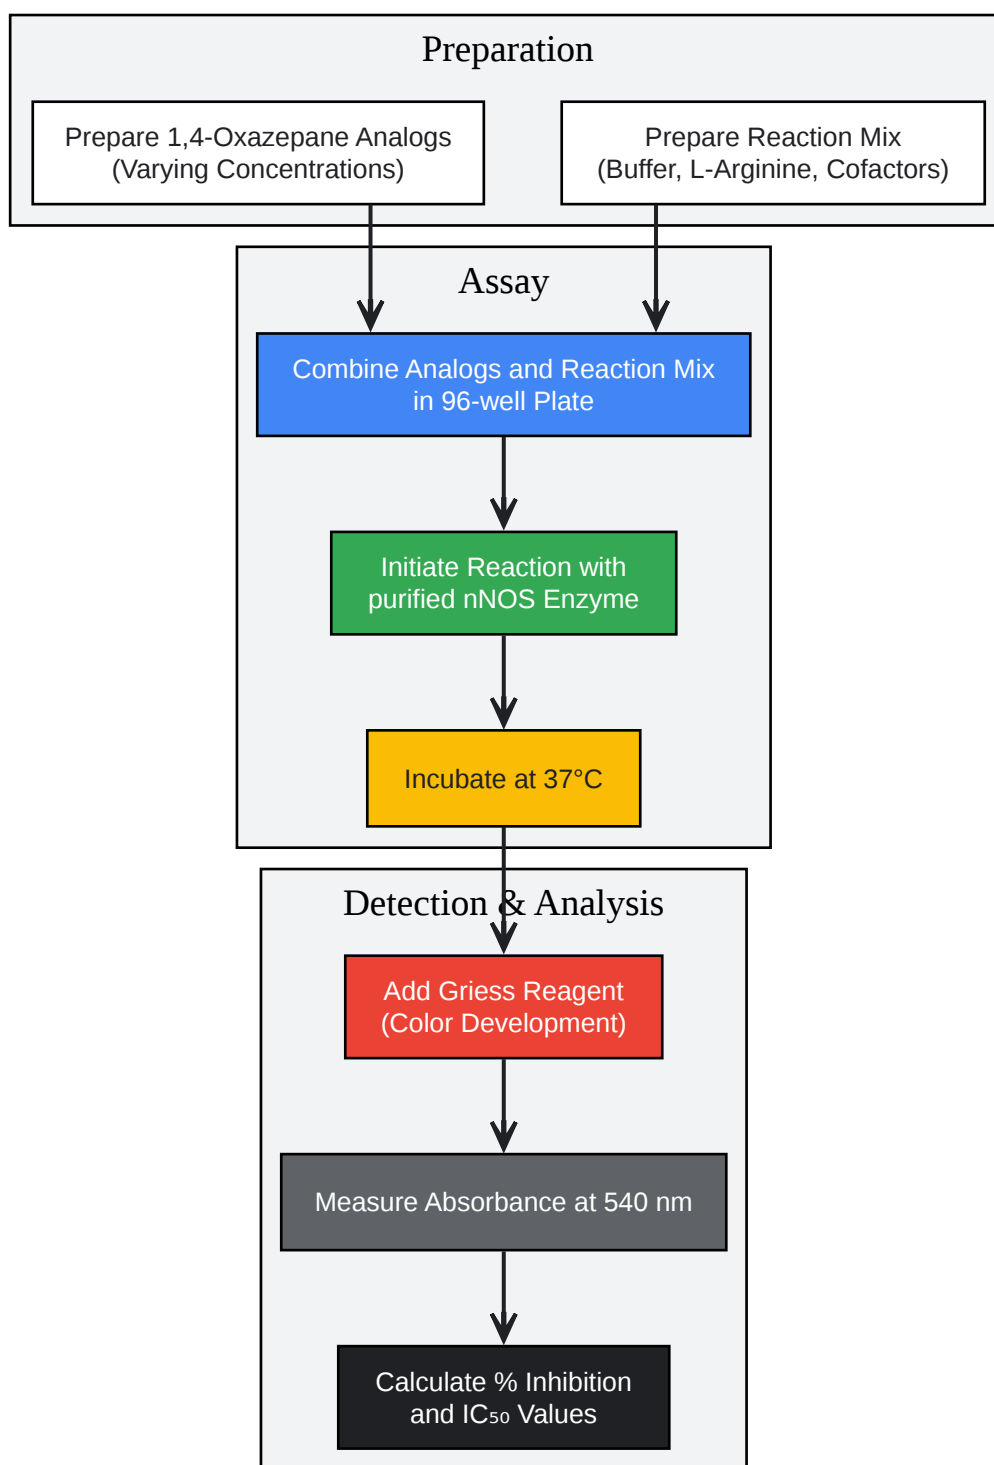 Preparation
Prepare 1,4-Oxazepane Analogs
(Varying Concentrations)
Prepare Reaction Mix
(Buffer, L-Arginine, Cofactors)
Assay
Combine Analogs and Reaction Mix
in 96-well Plate
Initiate Reaction with
purified nNOS Enzyme
Incubate at 37°C
Detection & Analysis
Add Griess Reagent
(Color Development)
Measure Absorbance at 540 nm
Calculate % Inhibition
and IC₅₀ Values